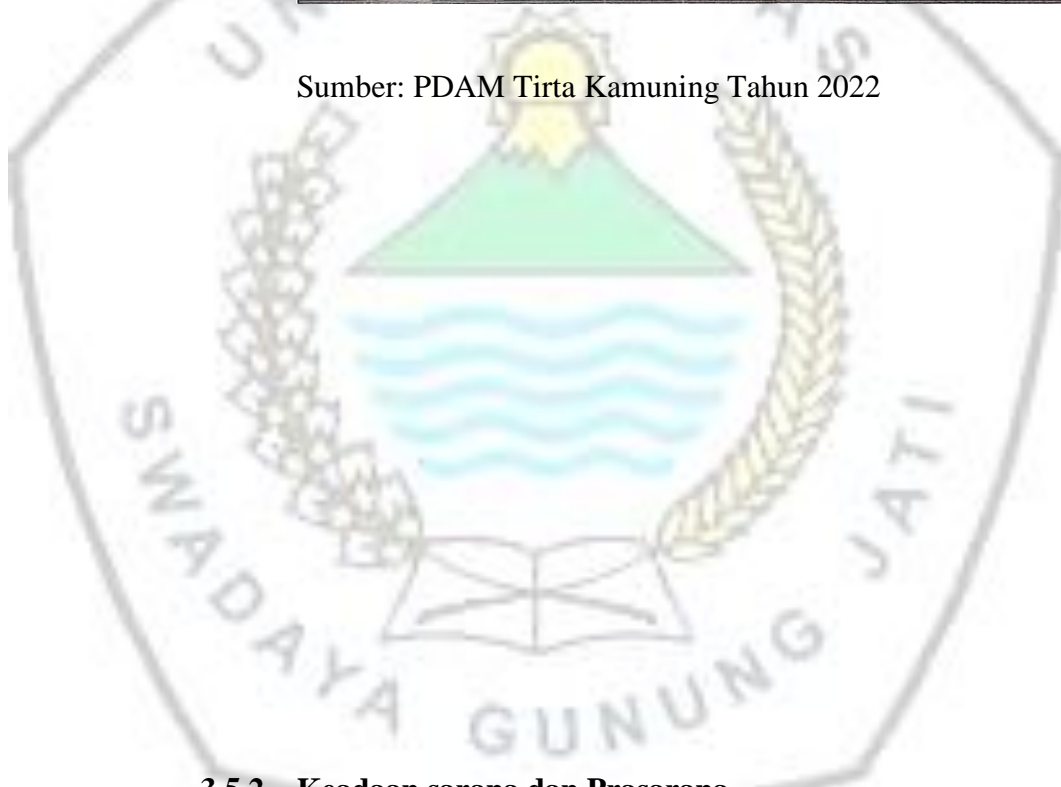 Sumber: PDAM Tirta Kamuning Tahun 2022
SWADAYA GUNUNG JATI
3.5.2 Keadaan sarana dan Prasarana